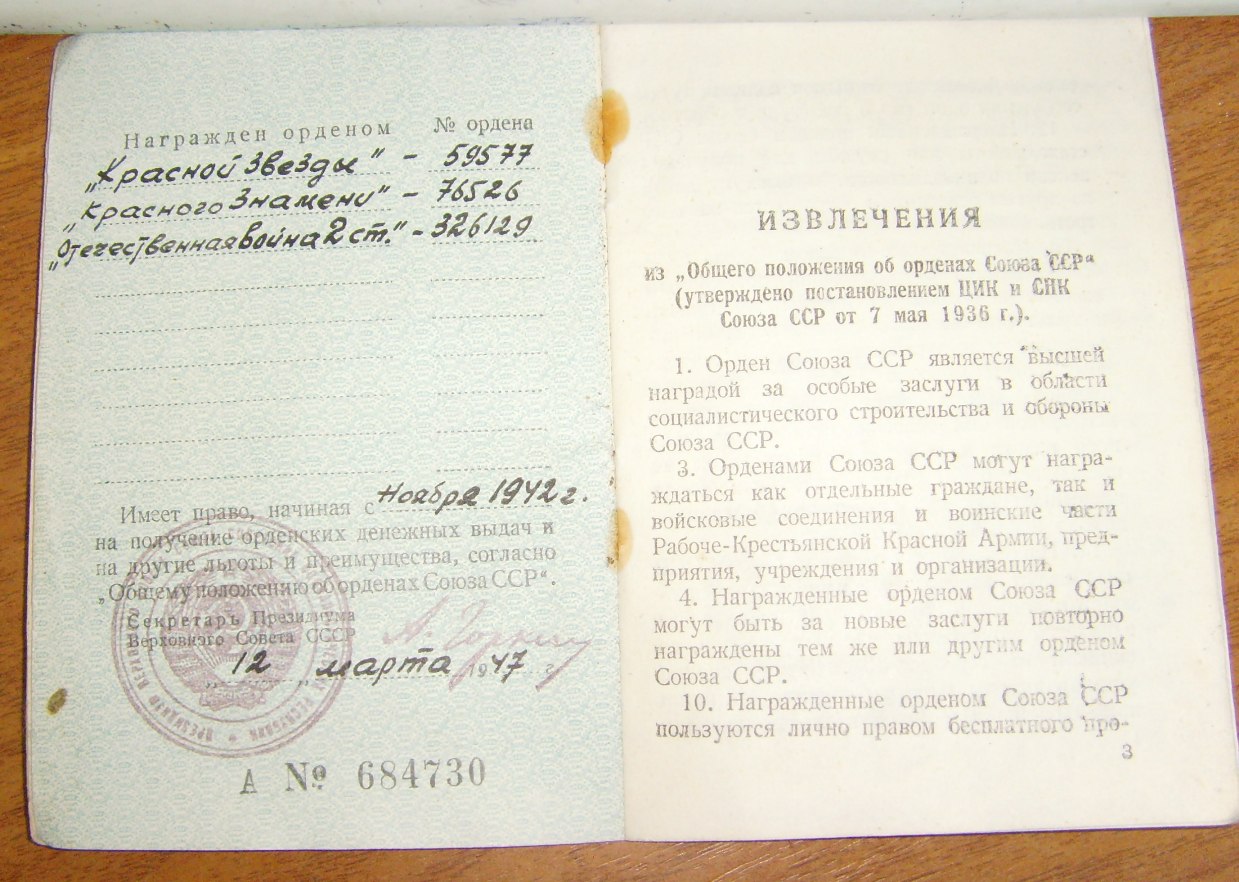 Награжден орденом № ордена
„Красной Звезды" - 59577
„Красного Знамени" - 76526
„Отечественная война 2 ст." - 326129
Имеет право, начиная с Ноября 1942 г.
на получение орденских денежных выдач и
на другие льготы и преимущества, согласно
„Общему положению об орденах Союза ССР".
Секретарь Президиума
Верховного Совета СССР А. Горкин
„12" марта 1947 г.
А № 684730
ИЗВЛЕЧЕНИЯ
из „Общего положения об орденах Союза ССР"
(утверждено постановлением ЦИК и СНК
Союза ССР от 7 мая 1936 г.).
1. Орден Союза ССР является высшей
наградой за особые заслуги в области
социалистического строительства и обороны
Союза ССР.
3. Орденами Союза ССР могут награ-
ждаться как отдельные граждане, так и
войсковые соединения и воинские части
Рабоче-Крестьянской Красной Армии, пред-
приятия, учреждения и организации.
4. Награжденные орденом Союза ССР
могут быть за новые заслуги повторно
награждены тем же или другим орденом
Союза ССР.
10. Награжденные орденом Союза ССР
пользуются лично правом бесплатного про-
3